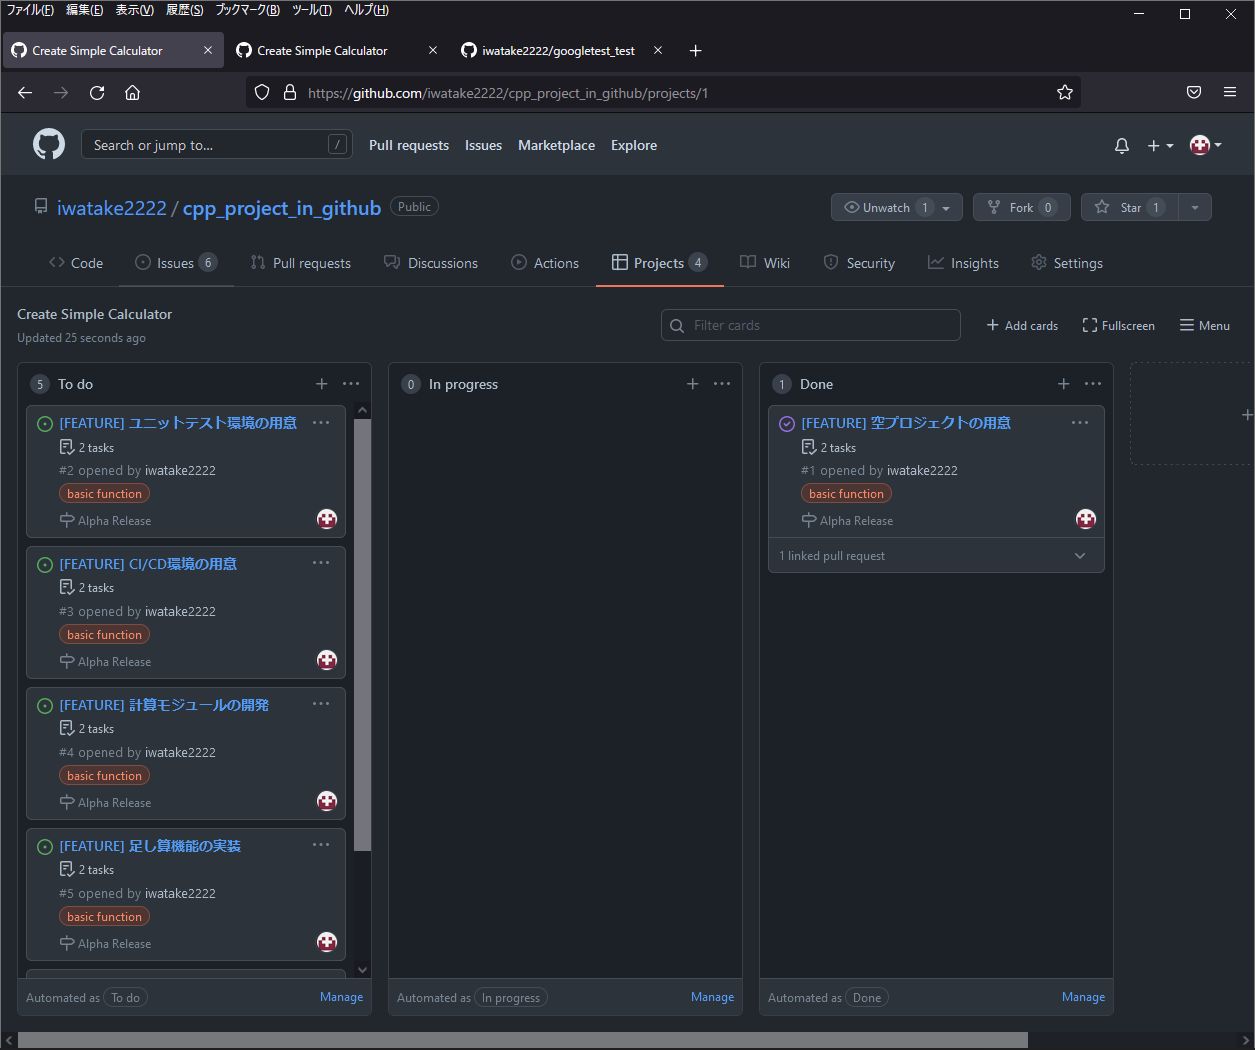 ファイル(F) 編集(E) 表示(V) 履歴(S) ブックマーク(B) ツール(T) ヘルプ(H)
Create Simple Calculator
Create Simple Calculator
iwatake2222/googletest_test
https://github.com/iwatake2222/cpp_project_in_github/projects/1
Search or jump to... /
Pull requests Issues Marketplace Explore
iwatake2222 / cpp_project_in_github Public
Unwatch 1
Fork 0
Star 1
Code
Issues 6
Pull requests
Discussions
Actions
Projects 4
Wiki
Security
Insights
Settings
Create Simple Calculator
Updated 25 seconds ago
Filter cards
Add cards
Fullscreen
Menu
5 To do
[FEATURE] ユニットテスト環境の用意
2 tasks
#2 opened by iwatake2222
basic function
Alpha Release
[FEATURE] CI/CD環境の用意
2 tasks
#3 opened by iwatake2222
basic function
Alpha Release
[FEATURE] 計算モジュールの開発
2 tasks
#4 opened by iwatake2222
basic function
Alpha Release
[FEATURE] 足し算機能の実装
2 tasks
#5 opened by iwatake2222
basic function
Alpha Release
Automated as To do
Manage
0 In progress
Automated as In progress
Manage
1 Done
[FEATURE] 空プロジェクトの用意
2 tasks
#1 opened by iwatake2222
basic function
Alpha Release
1 linked pull request
Automated as Done
Manage